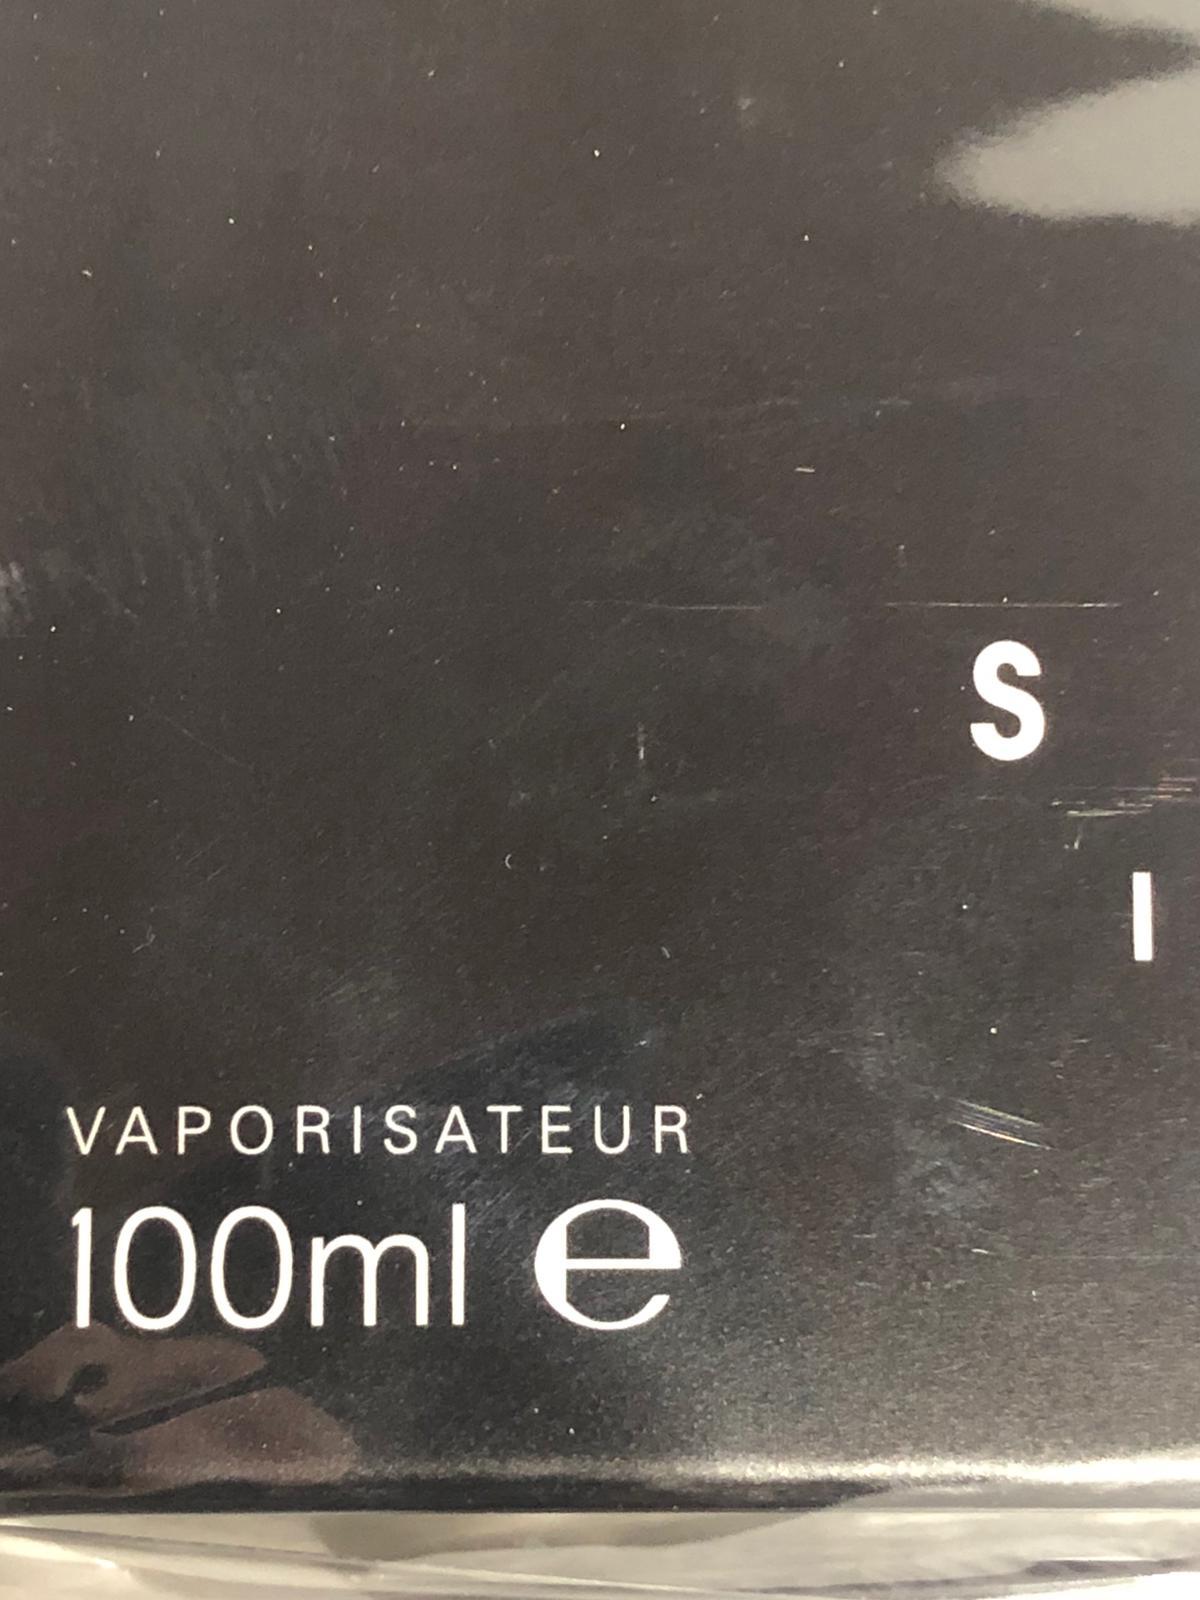 S
I
VAPORISATEUR
100ml e